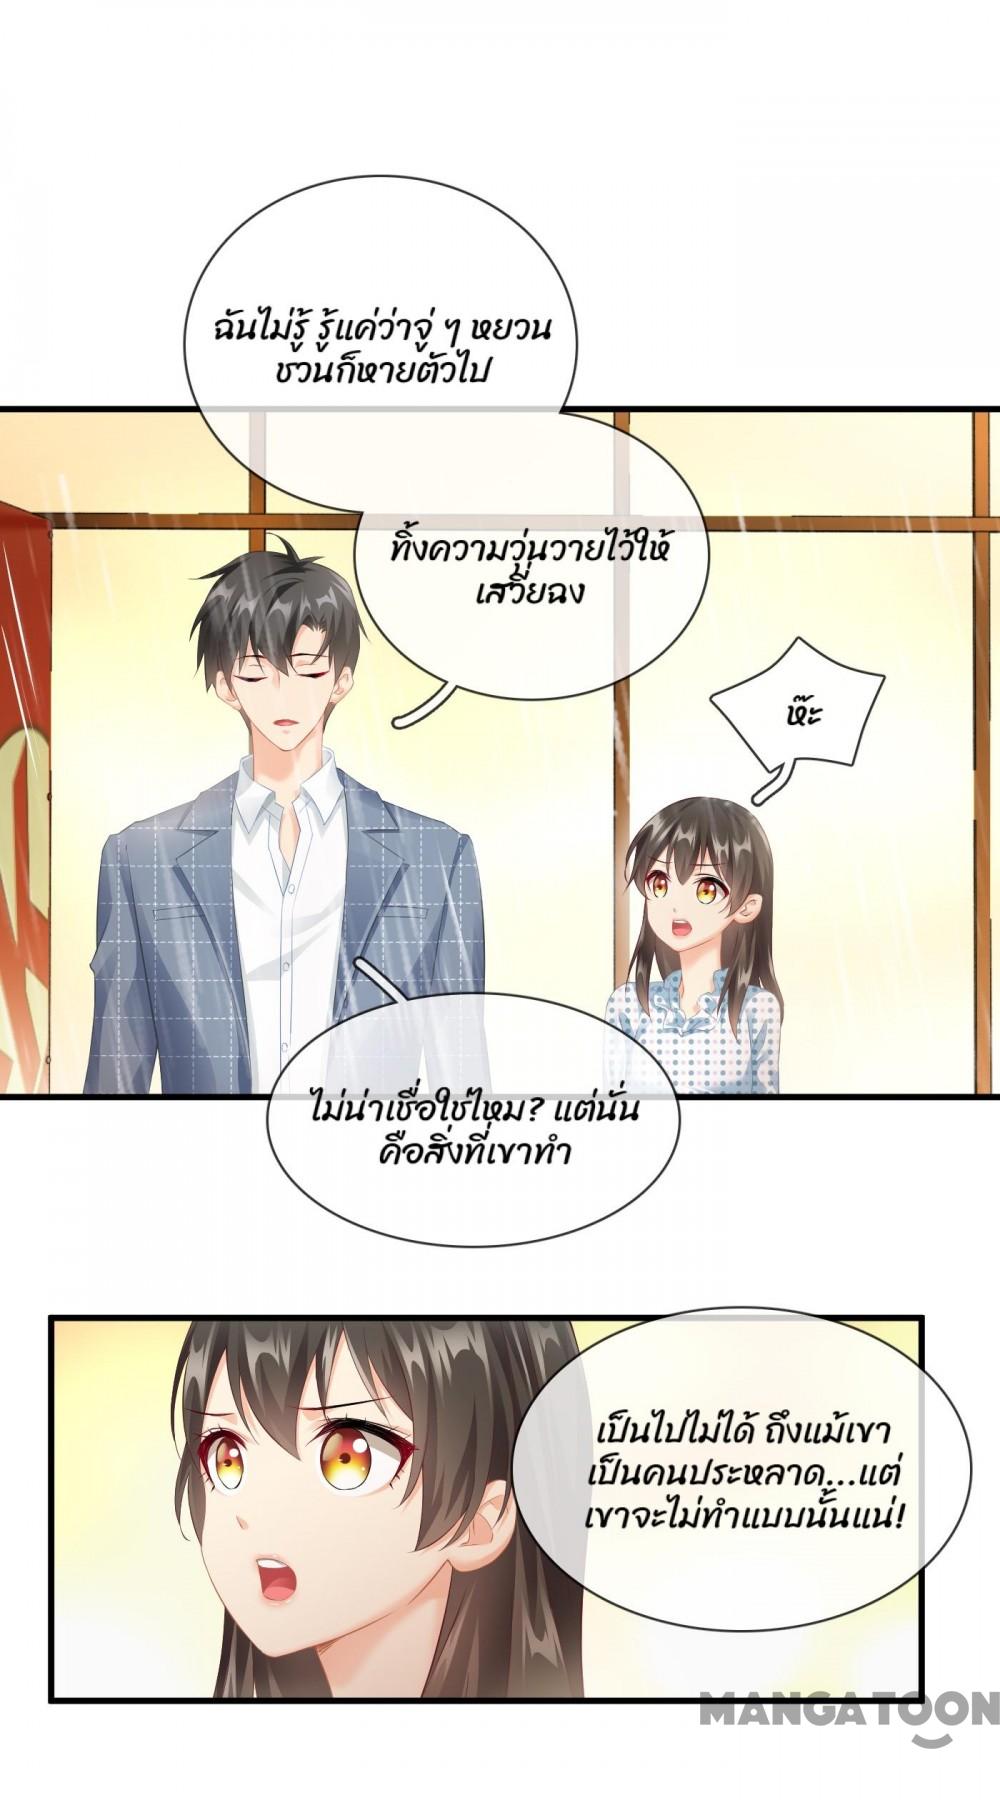 ฉันไม่รู้ รู้แค่ว่าจู่ ๆ หยวน
ชวนก็หายตัวไป
ทิ้งความวุ่นวายไว้ให้
เสวี่ยฉง
ห๊ะ
ไม่น่าเชื่อใช่ไหม? แต่นั่น
คือสิ่งที่เขาทำ
เป็นไปไม่ได้ ถึงแม้เขา
เป็นคนประหลาด...แต่
เขาจะไม่ทำแบบนั้นแน่!
MANGATOON